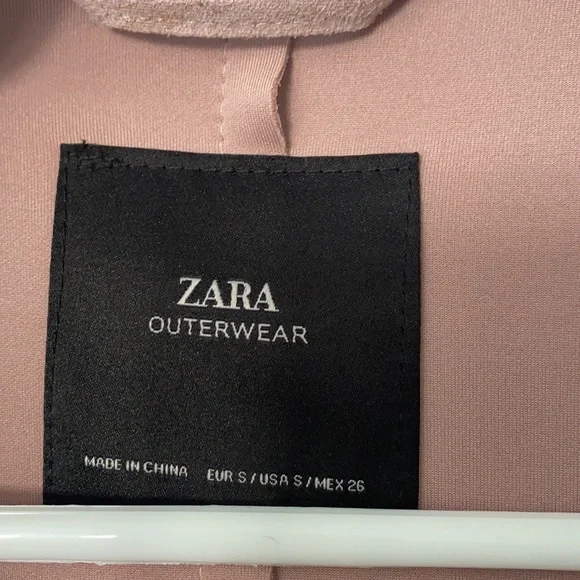 ZARA
OUTERWEAR
MADE IN CHINA EUR S / USA S / MEX 26